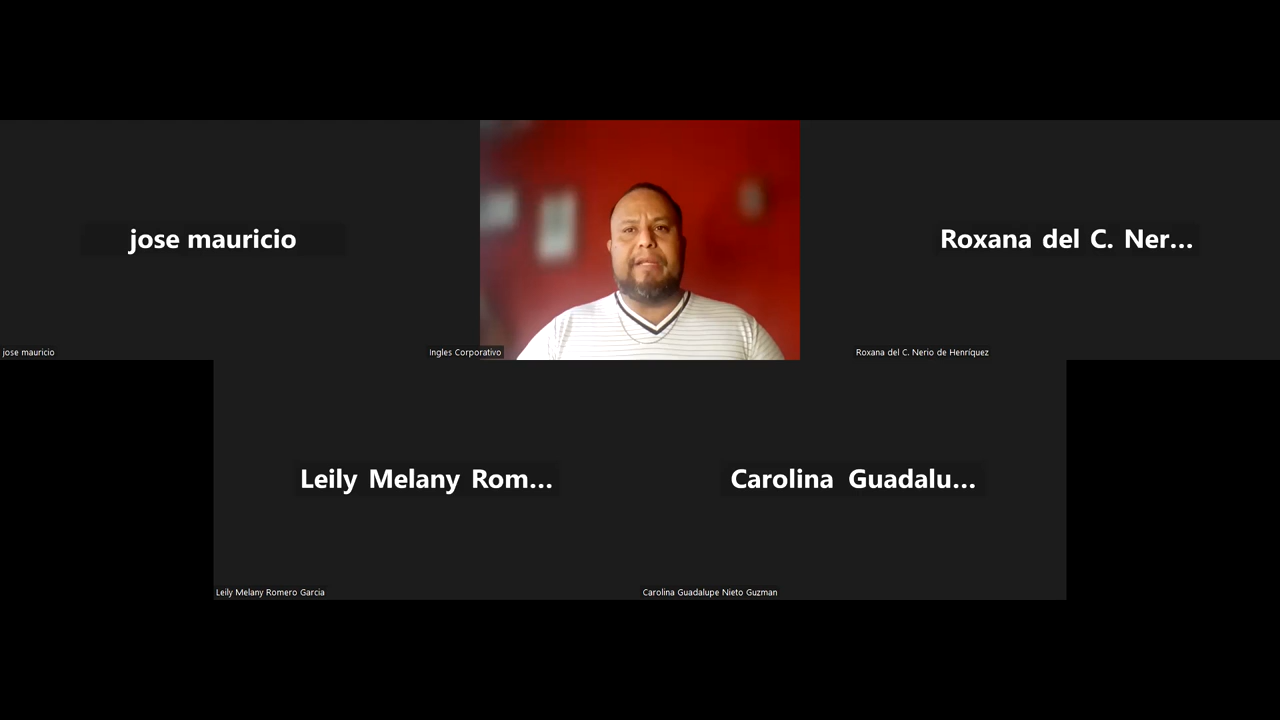 jose mauricio
Roxana del C. Ner...
jose mauricio
Ingles Corporativo
Roxana del C. Nerio de Henríquez
Leily Melany Rom...
Carolina Guadalu...
Leily Melany Romero Garcia
Carolina Guadalupe Nieto Guzman